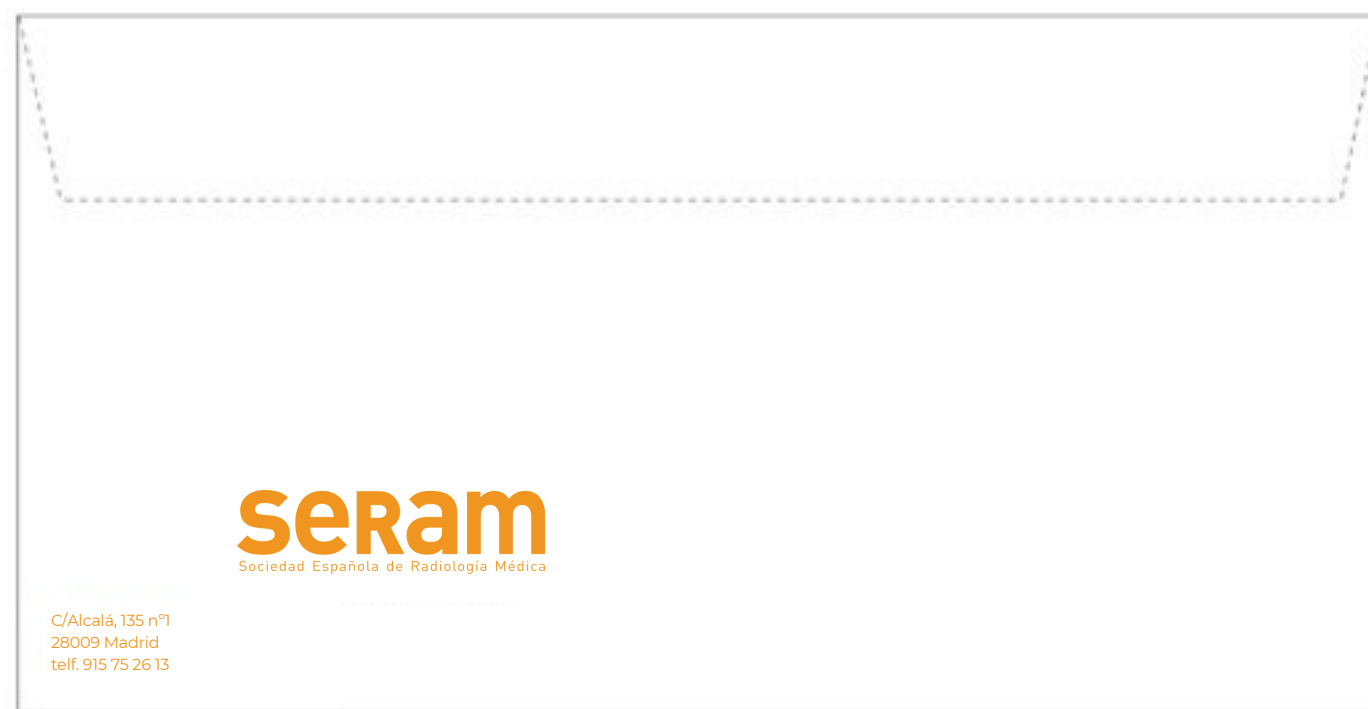 seRam
Sociedad Española de Radiología Médica
C/Alcalá, 135 nº1
28009 Madrid
telf. 915 75 26 13